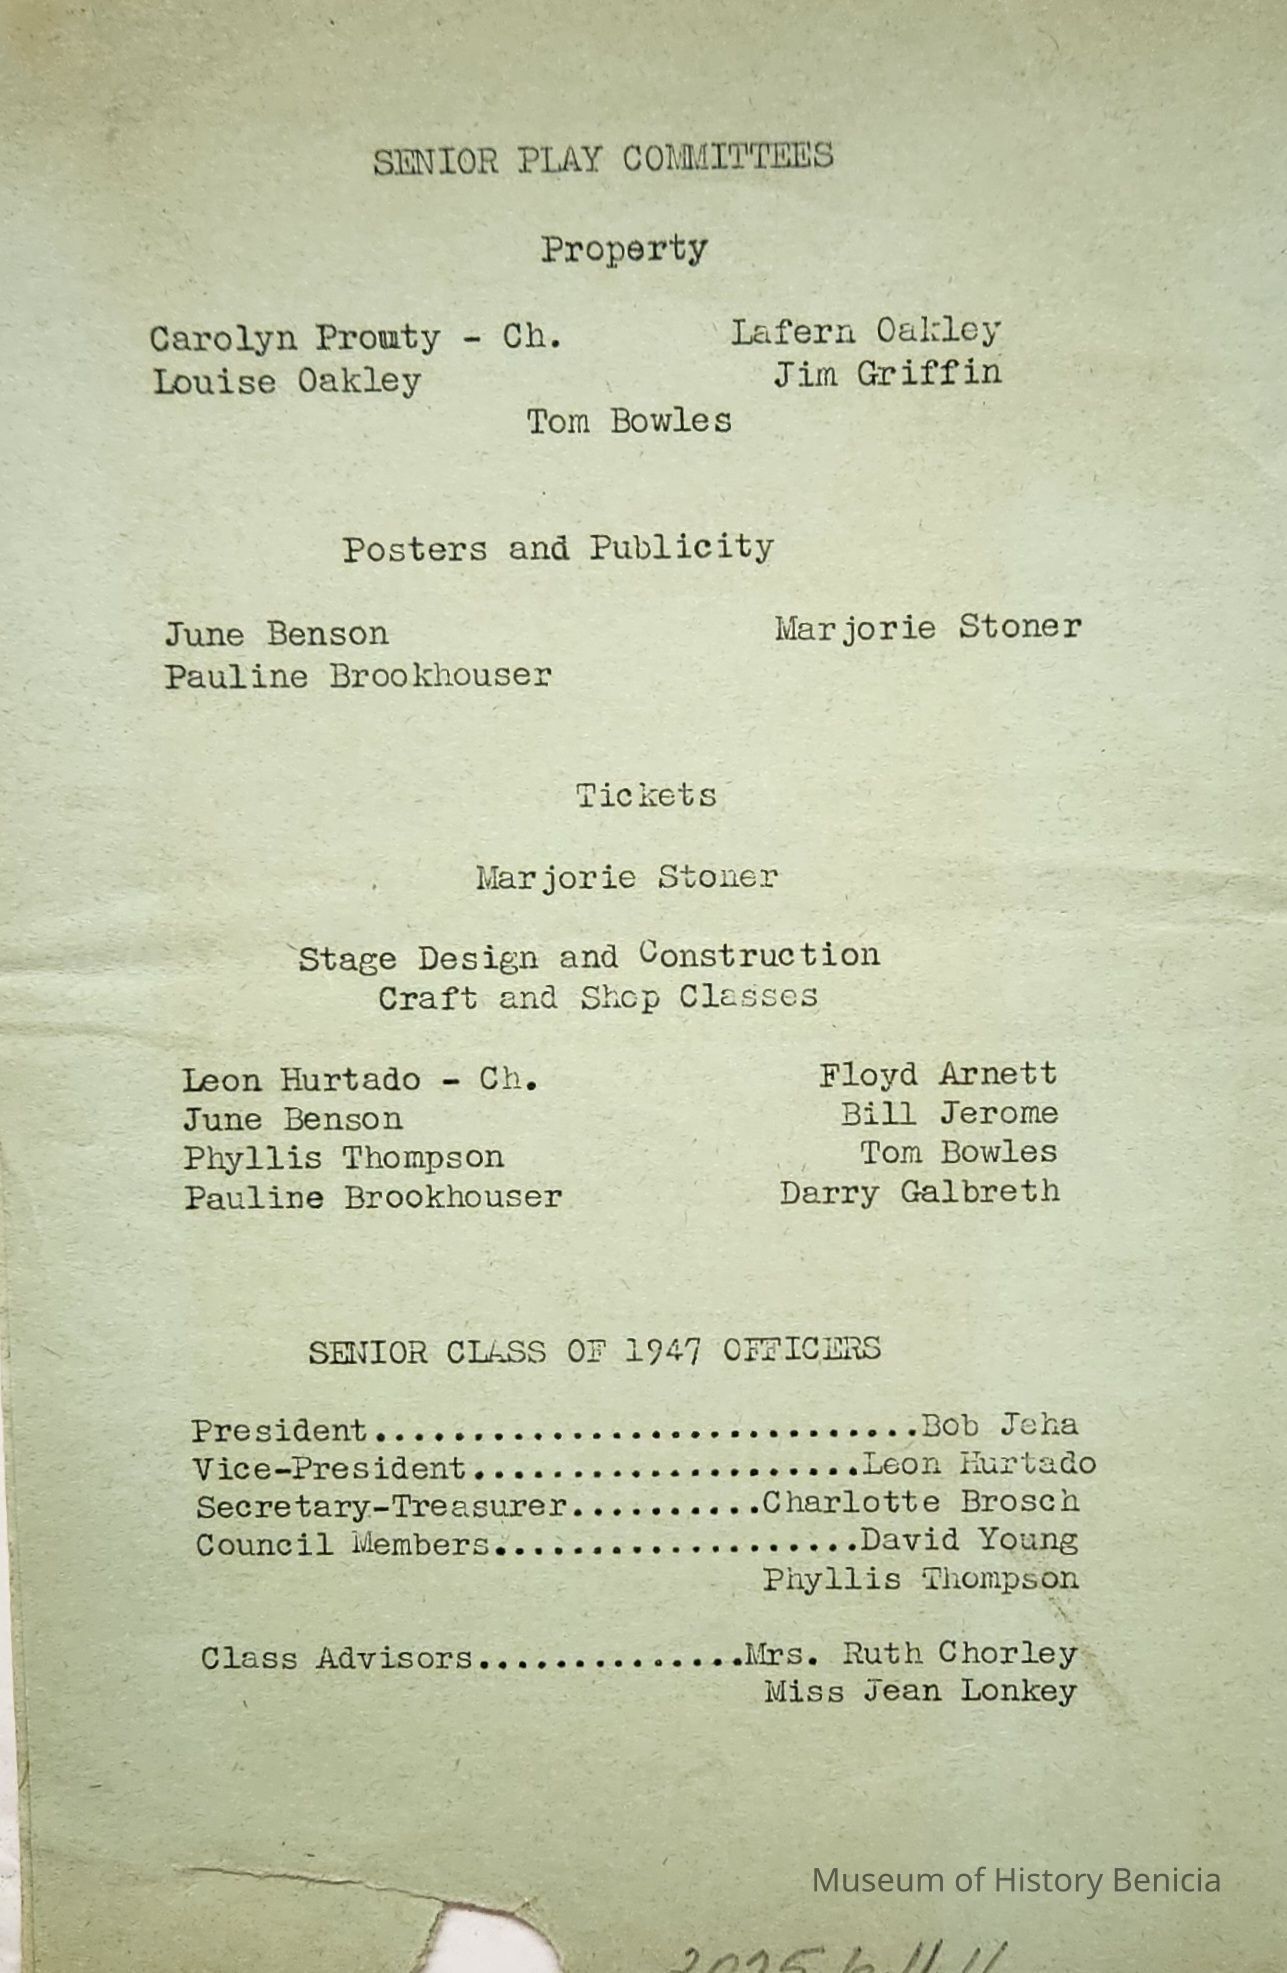 SENIOR PLAY COMMITTEES
Property
Carolyn Prouty - Ch. Lafern Oakley
Louise Oakley Jim Griffin
Tom Bowles
Posters and Publicity
June Benson Marjorie Stoner
Pauline Brookhouser
Tickets
Marjorie Stoner
Stage Design and Construction
Craft and Shop Classes
Leon Hurtado - Ch. Floyd Arnett
June Benson Bill Jerome
Phyllis Thompson Tom Bowles
Pauline Brookhouser Darry Galbreth
SENIOR CLASS OF 1947 OFFICERS
President............................Bob Jeha
Vice-President....................Leon Hurtado
Secretary-Treasurer..........Charlotte Brosch
Council Members...................David Young
Phyllis Thompson
Class Advisors..............Mrs. Ruth Chorley
Miss Jean Lonkey
Museum of History Benicia